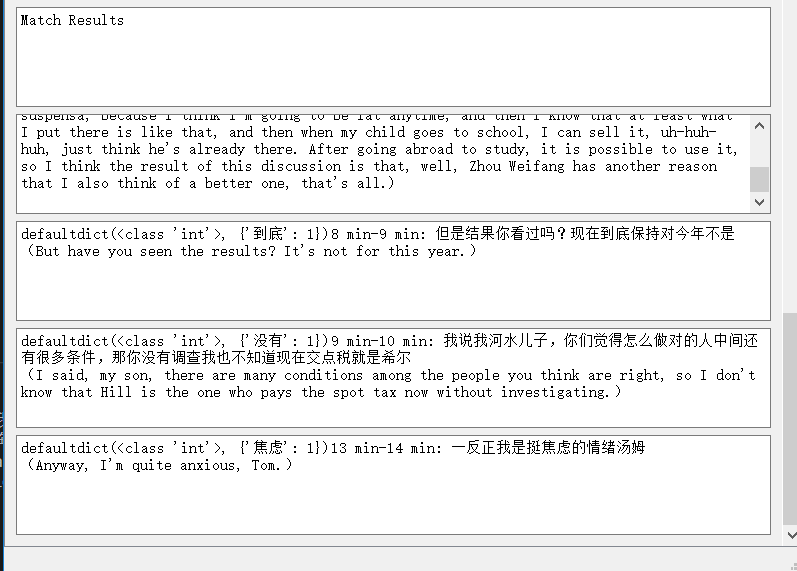 Match Results
suspensa, because I think I'm going to be fat anytime, and then I know that at least what
I put there is like that, and then when my child goes to school, I can sell it, uh-huh-
huh, just think he's already there. After going abroad to study, it is possible to use it,
so I think the result of this discussion is that, well, Zhou Weifang has another reason
that I also think of a better one, that's all.)
defaultdict(<class 'int'>, {'到底': 1})8 min-9 min: 但是结果你看过吗？现在到底保持对今年不是
（But have you seen the results? It's not for this year.）
defaultdict(<class 'int'>, {'没有': 1})9 min-10 min: 我说我河水儿子，你们觉得怎么做对的人中间还
有很多条件，那你没有调查我也不知道现在交点税就是希尔
（I said, my son, there are many conditions among the people you think are right, so I don't
know that Hill is the one who pays the spot tax now without investigating.）
defaultdict(<class 'int'>, {'焦虑': 1})13 min-14 min: 一反正我是挺焦虑的情绪汤姆
（Anyway, I'm quite anxious, Tom.）